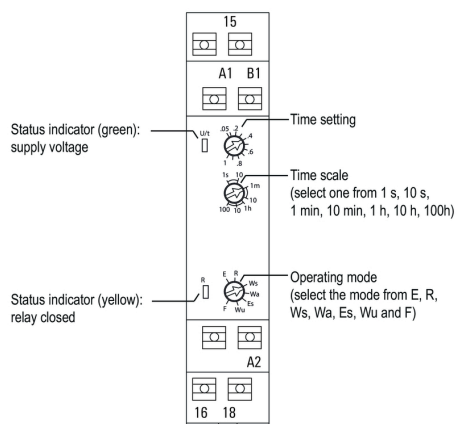 15
A1 B1
Status indicator (green):
supply voltage
U/t
.05 .2 .4 .6 .8 1
Time setting
1s 10 1m 10 1h 10 100
Time scale
(select one from 1 s, 10 s,
1 min, 10 min, 1 h, 10 h, 100h)
Status indicator (yellow):
relay closed
R
E R Ws Wa Es Wu F
Operating mode
(select the mode from E, R,
Ws, Wa, Es, Wu and F)
A2
16 18